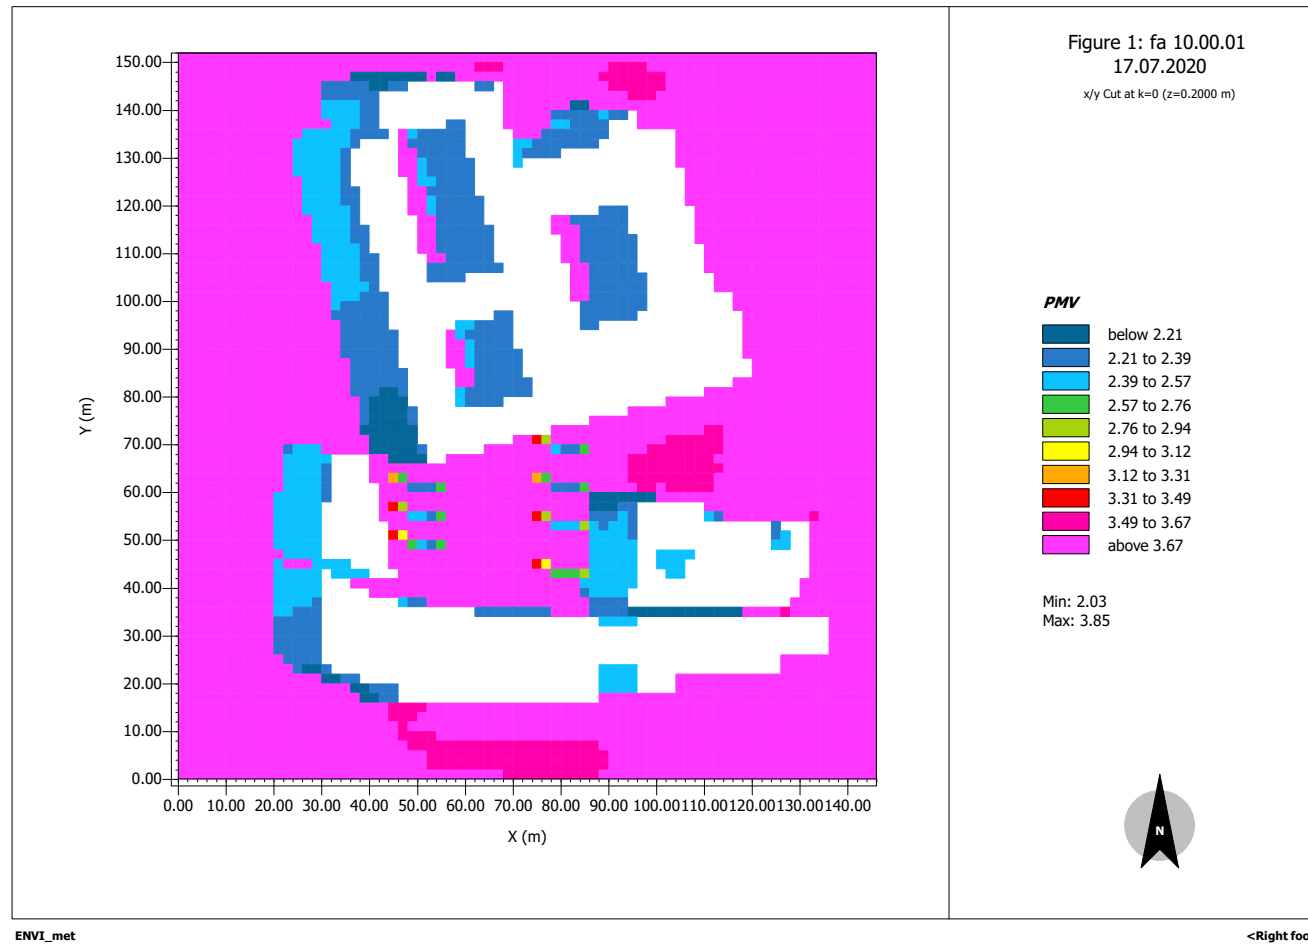 Figure 1: fa 10.00.01
17.07.2020
x/y Cut at k=0 (z=0.2000 m)
150.00
140.00
130.00
120.00
110.00
100.00
90.00
80.00
70.00
60.00
50.00
40.00
30.00
20.00
10.00
0.00
Y (m)
0.00 10.00 20.00 30.00 40.00 50.00 60.00 70.00 80.00 90.00 100.00 110.00 120.00 130.00 140.00
X (m)
PMV
below 2.21
2.21 to 2.39
2.39 to 2.57
2.57 to 2.76
2.76 to 2.94
2.94 to 3.12
3.12 to 3.31
3.31 to 3.49
3.49 to 3.67
above 3.67
Min: 2.03
Max: 3.85
N
ENVI_met
<Right foo